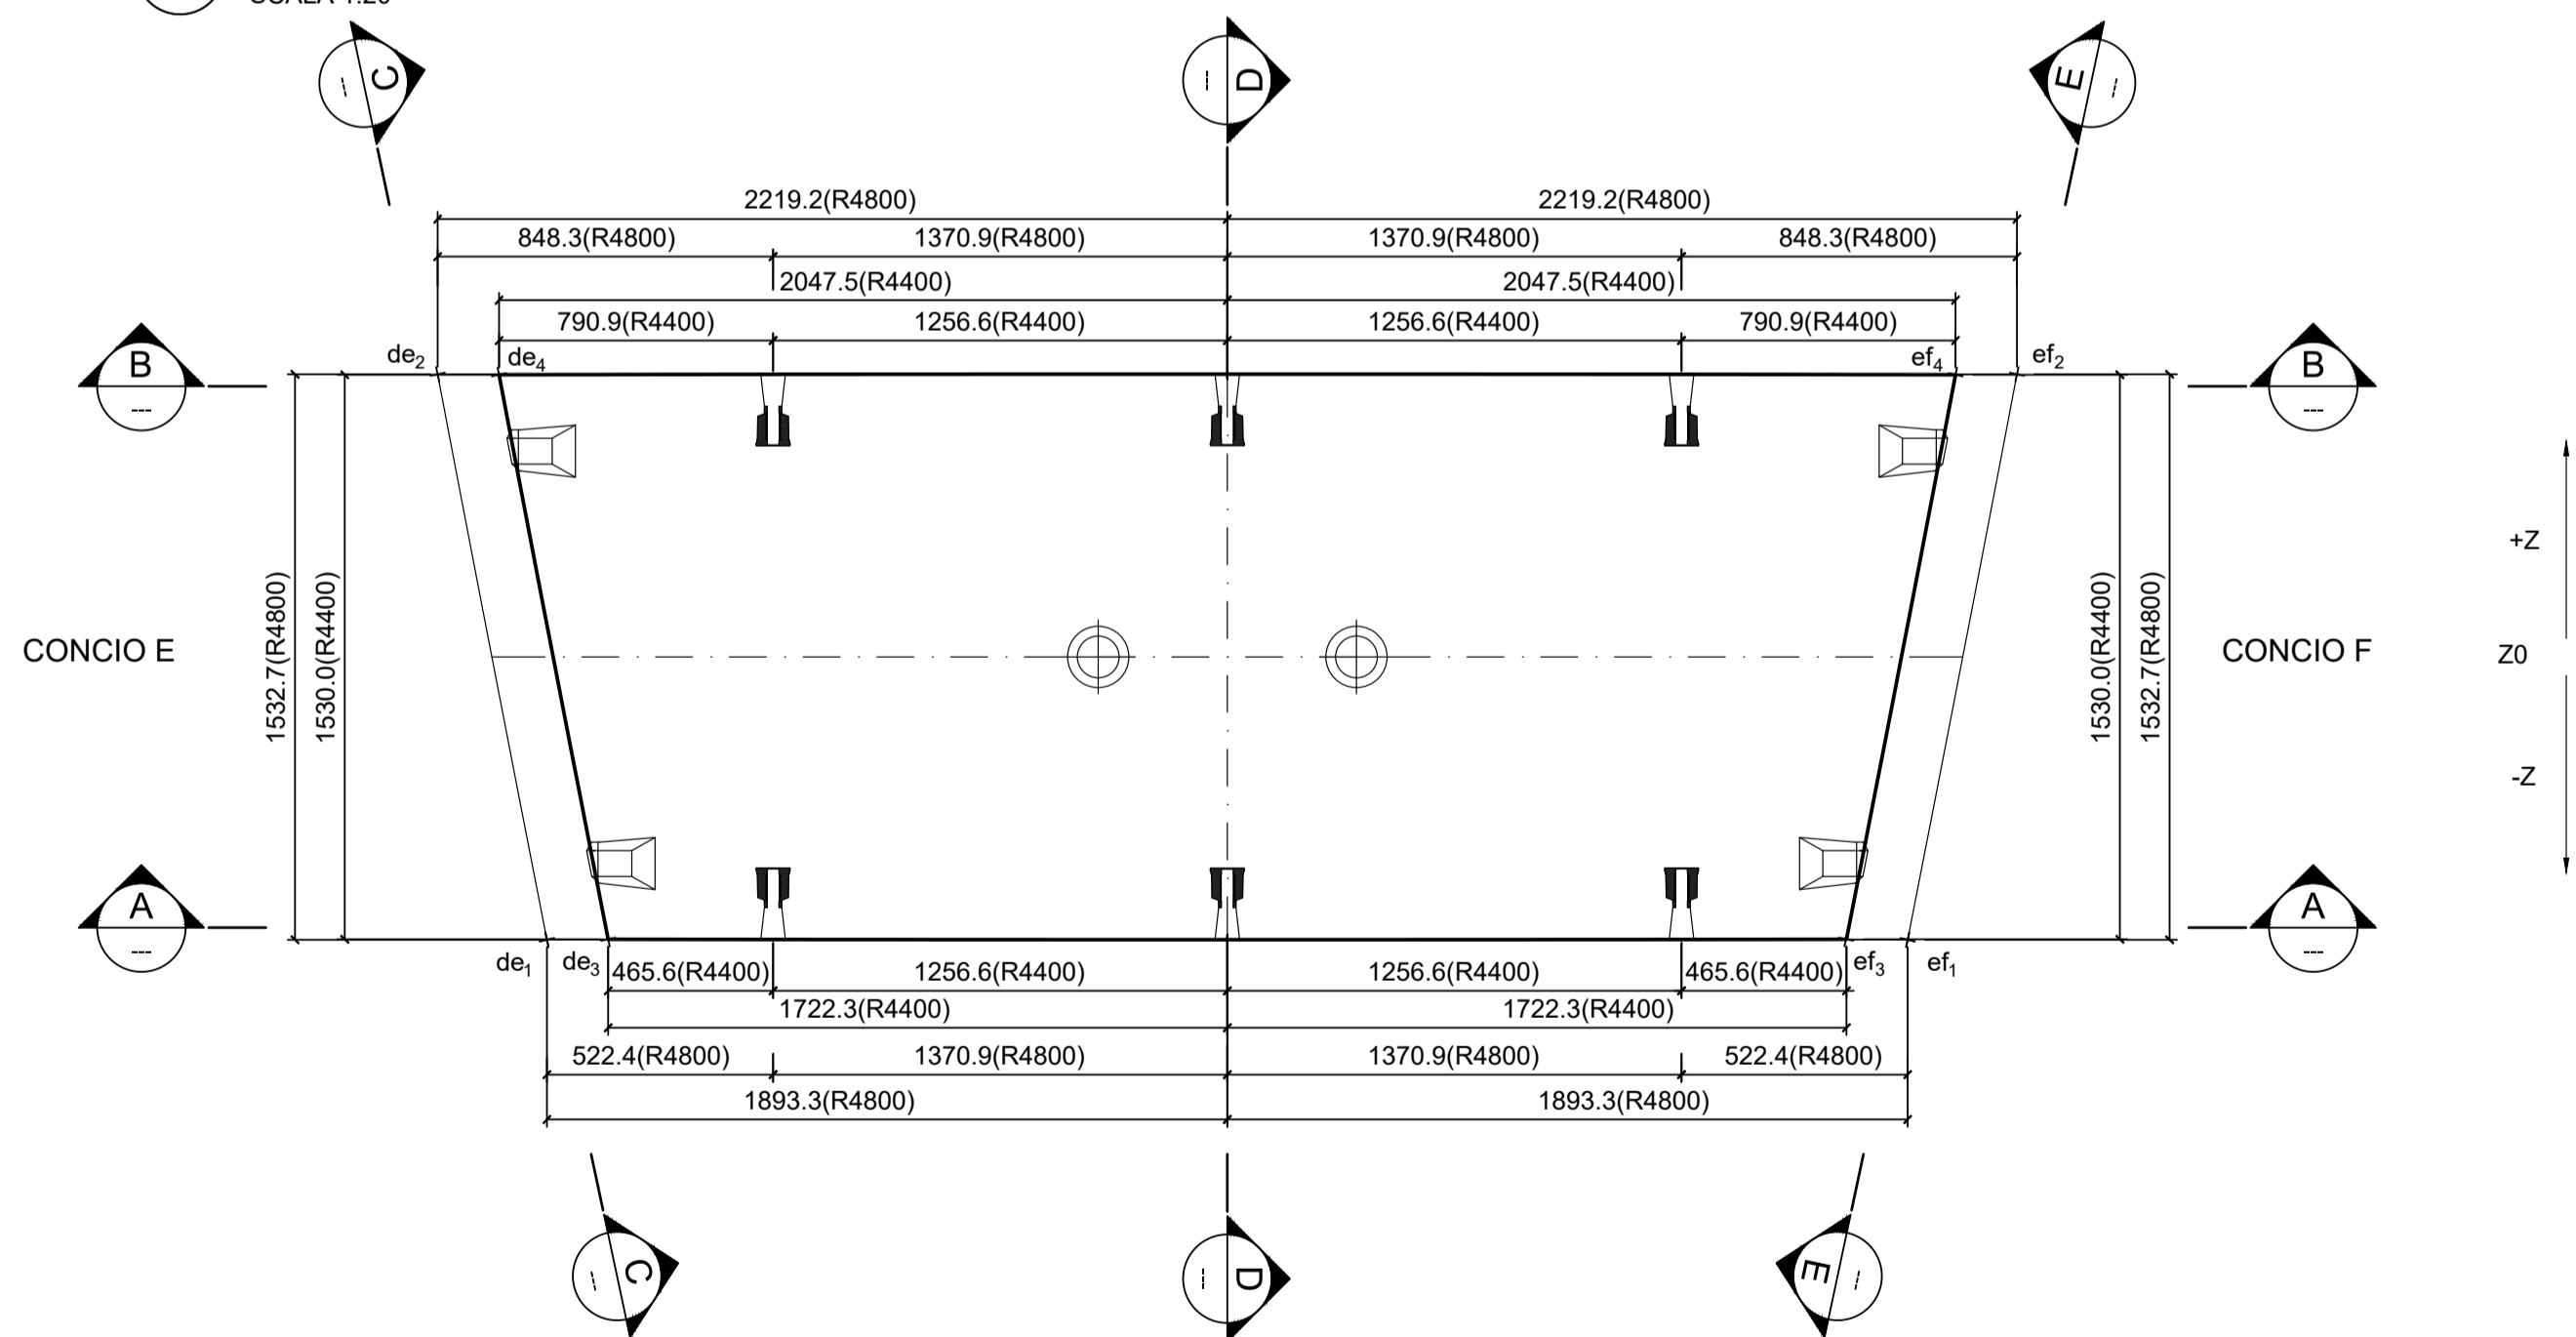 C
---
D
---
E
---
2219.2(R4800) 2219.2(R4800)
848.3(R4800) 1370.9(R4800) 1370.9(R4800) 848.3(R4800)
2047.5(R4400) 2047.5(R4400)
790.9(R4400) 1256.6(R4400) 1256.6(R4400) 790.9(R4400)
de2 de4 ef4 ef2
B
---
B
---
1532.7(R4800)
1530.0(R4400)
1530.0(R4400)
1532.7(R4800)
+Z
CONCIO E
CONCIO F
Z0
-Z
A
---
A
---
de1 de3 ef3 ef1
465.6(R4400) 1256.6(R4400) 1256.6(R4400) 465.6(R4400)
1722.3(R4400) 1722.3(R4400)
522.4(R4800) 1370.9(R4800) 1370.9(R4800) 522.4(R4800)
1893.3(R4800) 1893.3(R4800)
C
---
D
---
E
---